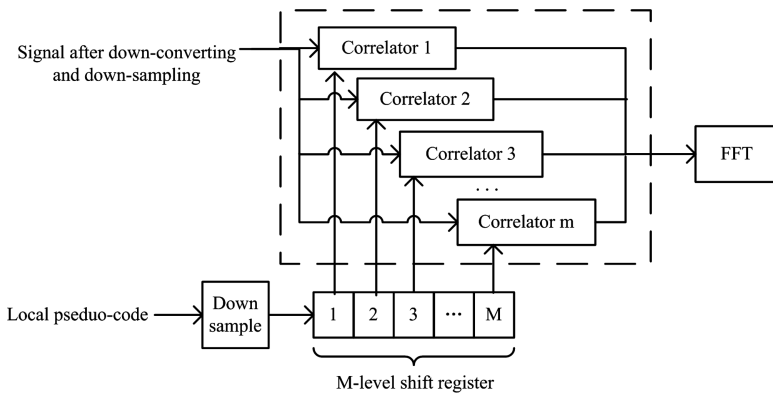 Signal after down-converting
and down-sampling
Correlator 1
Correlator 2
Correlator 3
FFT
...
Correlator m
Local pseduo-code
Down
sample
1 2 3 ... M
M-level shift register